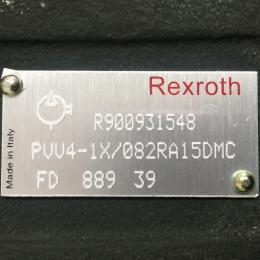 Rexroth
R900931548
PVV4-1X/082RA15DMC
FD 889 39
Made in Italy